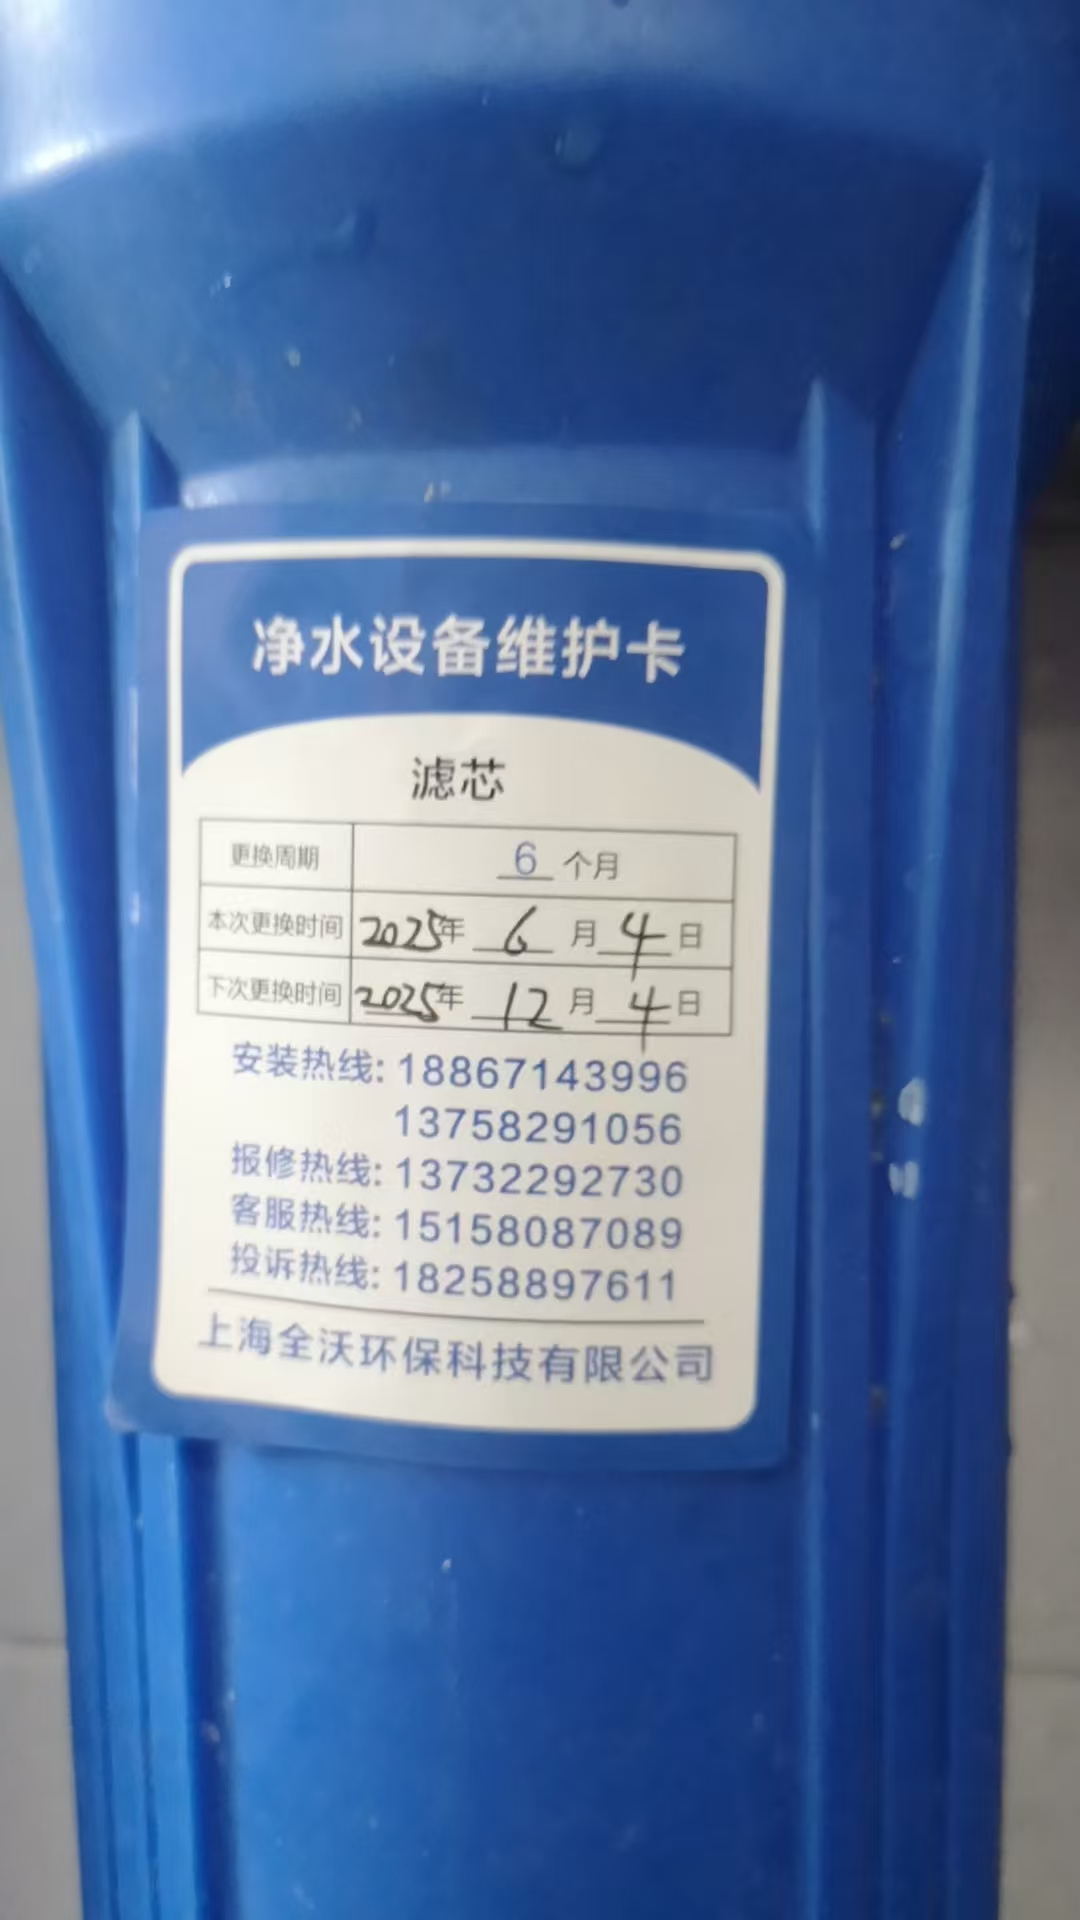 净水设备维护卡
滤芯
更换周期 6 个月
本次更换时间 2025年 6 月 4 日
下次更换时间 2025年 12 月 4 日
安装热线: 18867143996
13758291056
报修热线: 13732292730
客服热线: 15158087089
投诉热线: 18258897611
上海全沃环保科技有限公司